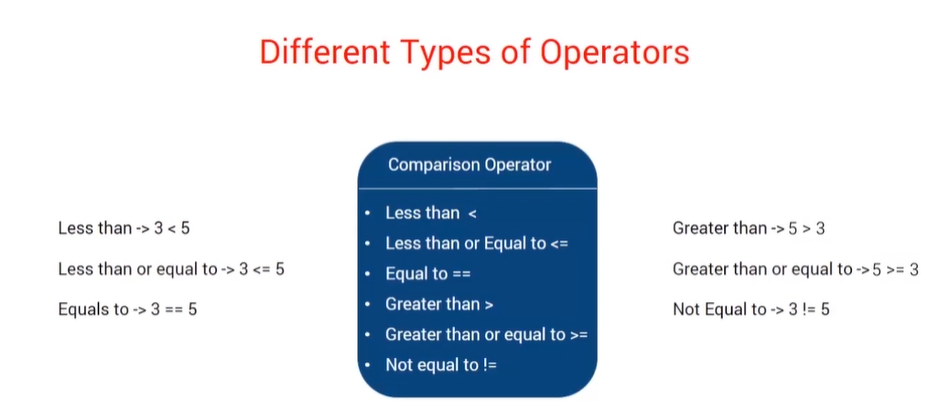 Different Types of Operators
Less than -> 3 < 5
Less than or equal to -> 3 <= 5
Equals to -> 3 == 5
Comparison Operator
• Less than <
• Less than or Equal to <=
• Equal to ==
• Greater than >
• Greater than or equal to >=
• Not equal to !=
Greater than -> 5 > 3
Greater than or equal to ->5 >= 3
Not Equal to -> 3 != 5